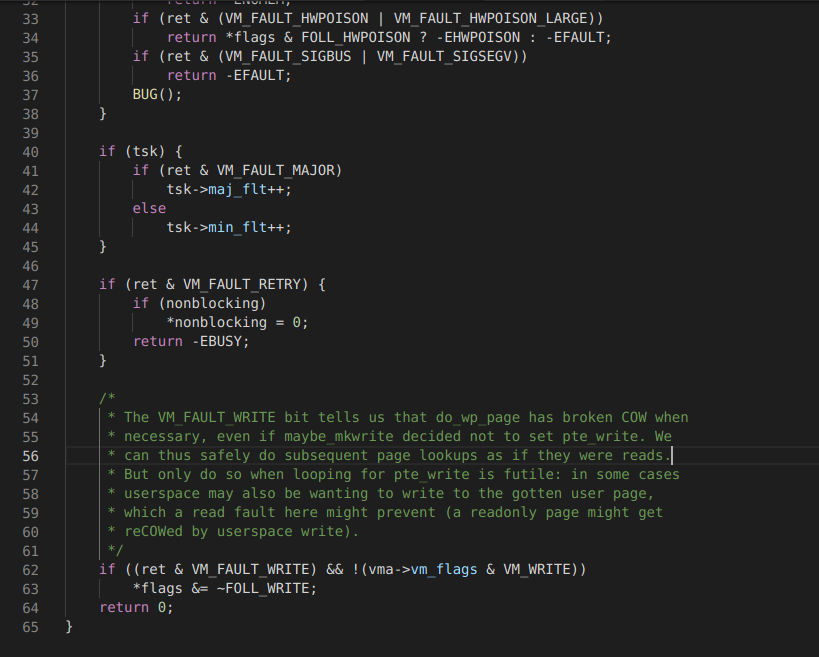 33 if (ret & (VM_FAULT_HWPOISON | VM_FAULT_HWPOISON_LARGE))
34 return *flags & FOLL_HWPOISON ? -EHWPOISON : -EFAULT;
35 if (ret & (VM_FAULT_SIGBUS | VM_FAULT_SIGSEGV))
36 return -EFAULT;
37 BUG();
38 }
39
40 if (tsk) {
41 if (ret & VM_FAULT_MAJOR)
42 tsk->maj_flt++;
43 else
44 tsk->min_flt++;
45 }
46
47 if (ret & VM_FAULT_RETRY) {
48 if (nonblocking)
49 *nonblocking = 0;
50 return -EBUSY;
51 }
52
53 /*
54 * The VM_FAULT_WRITE bit tells us that do_wp_page has broken COW when
55 * necessary, even if maybe_mkwrite decided not to set pte_write. We
56 * can thus safely do subsequent page lookups as if they were reads.
57 * But only do so when looping for pte_write is futile: in some cases
58 * userspace may also be wanting to write to the gotten user page,
59 * which a read fault here might prevent (a readonly page might get
60 * reCOWed by userspace write).
61 */
62 if ((ret & VM_FAULT_WRITE) && !(vma->vm_flags & VM_WRITE))
63 *flags &= ~FOLL_WRITE;
64 return 0;
65 }